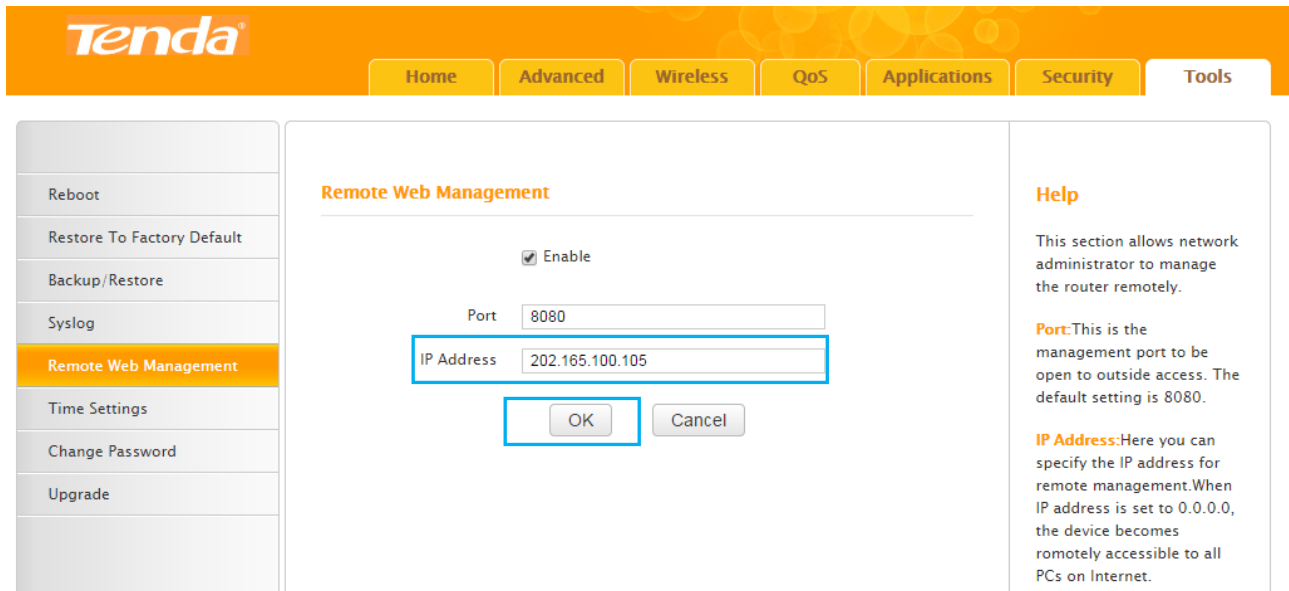 Tenda
Home Advanced Wireless QoS Applications Security Tools
Reboot
Restore To Factory Default
Backup/Restore
Syslog
Remote Web Management
Time Settings
Change Password
Upgrade
Remote Web Management
Enable
Port 8080
IP Address 202.165.100.105
OK Cancel
Help
This section allows network
administrator to manage
the router remotely.
Port:This is the
management port to be
open to outside access. The
default setting is 8080.
IP Address:Here you can
specify the IP address for
remote management.When
IP address is set to 0.0.0.0,
the device becomes
romotely accessible to all
PCs on Internet.